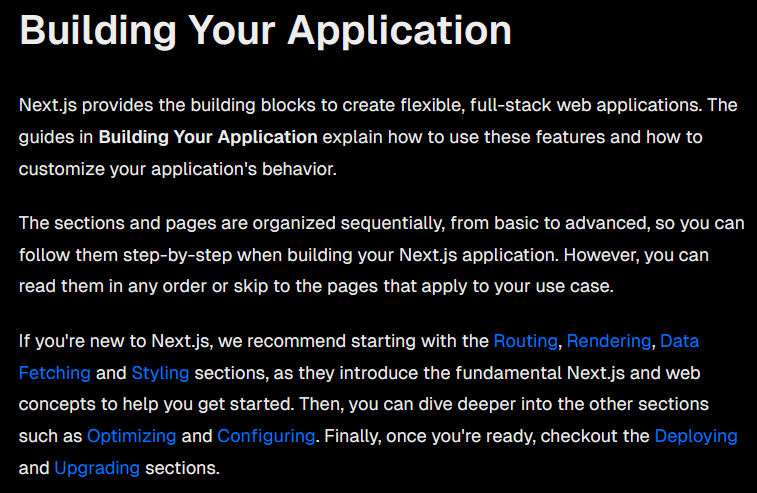 Building Your Application
Next.js provides the building blocks to create flexible, full-stack web applications. The
guides in Building Your Application explain how to use these features and how to
customize your application's behavior.
The sections and pages are organized sequentially, from basic to advanced, so you can
follow them step-by-step when building your Next.js application. However, you can
read them in any order or skip to the pages that apply to your use case.
If you're new to Next.js, we recommend starting with the Routing, Rendering, Data
Fetching and Styling sections, as they introduce the fundamental Next.js and web
concepts to help you get started. Then, you can dive deeper into the other sections
such as Optimizing and Configuring. Finally, once you're ready, checkout the Deploying
and Upgrading sections.